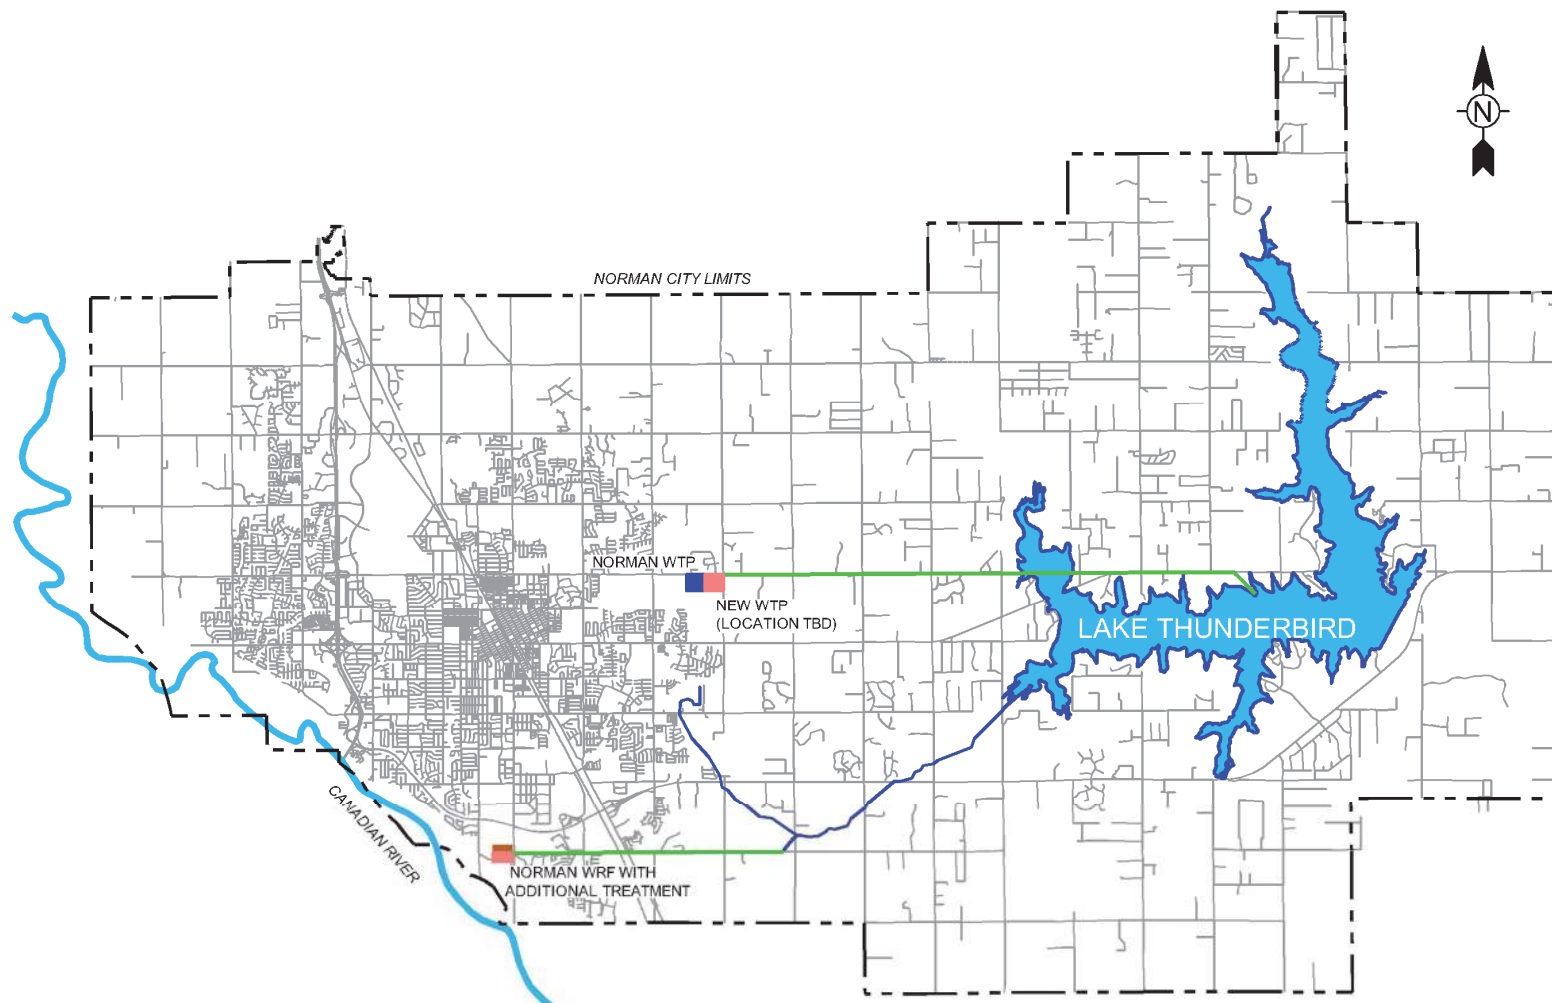 N
NORMAN CITY LIMITS
NORMAN WTP
NEW WTP
(LOCATION TBD)
LAKE THUNDERBIRD
CANADIAN RIVER
NORMAN WRF WITH
ADDITIONAL TREATMENT